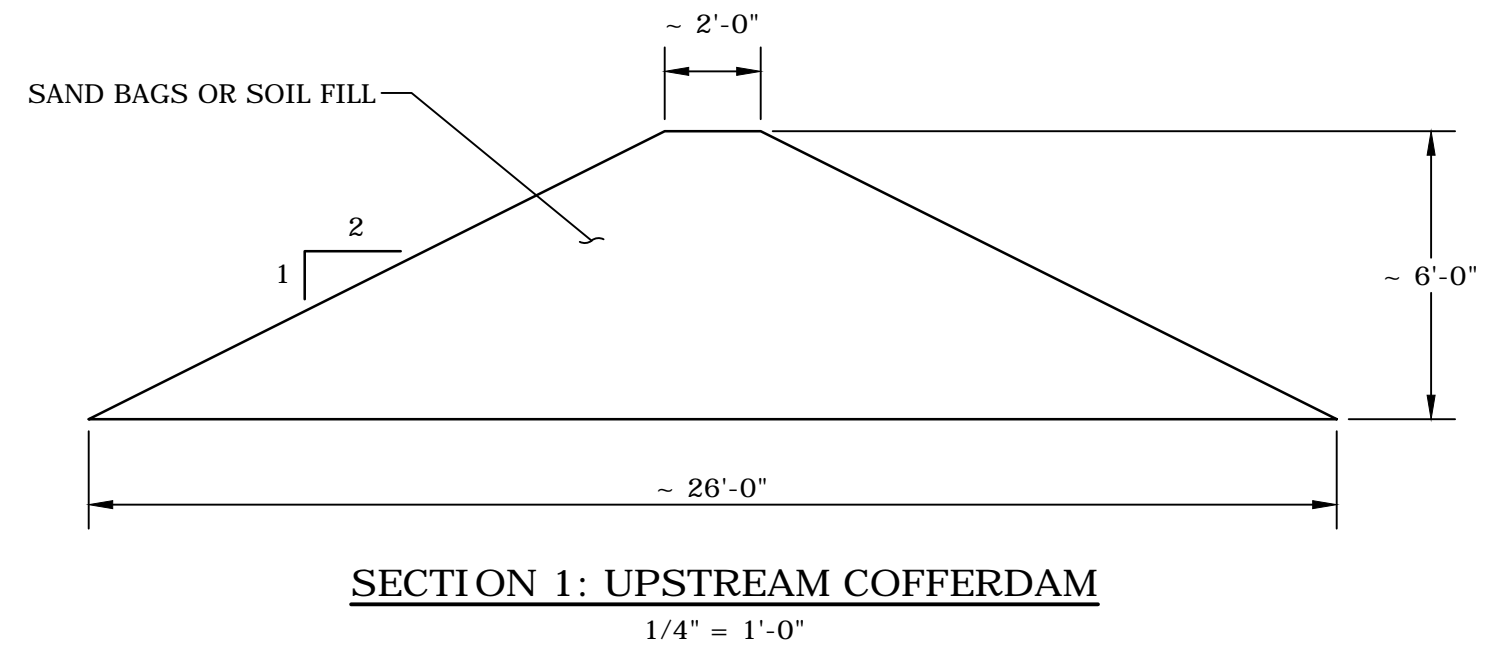 ~ 2'-0"
SAND BAGS OR SOIL FILL
2
1
~ 6'-0"
~ 26'-0"
SECTION 1: UPSTREAM COFFERDAM
1/4" = 1'-0"